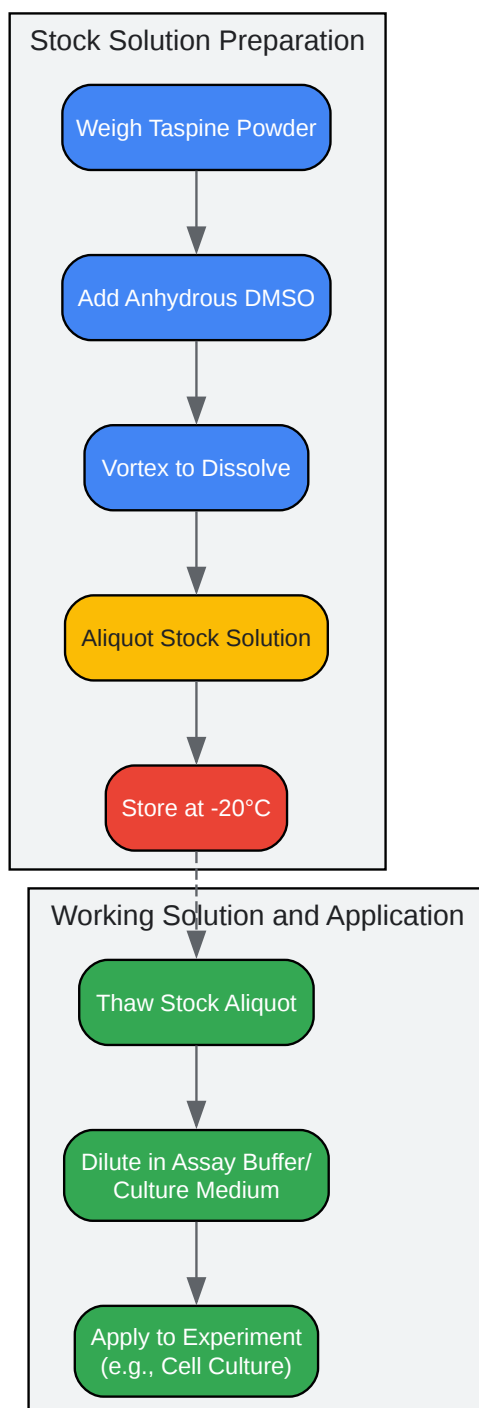 Stock Solution Preparation
Weigh Taspine Powder
Add Anhydrous DMSO
Vortex to Dissolve
Aliquot Stock Solution
Store at -20°C
Working Solution and Application
Thaw Stock Aliquot
Dilute in Assay Buffer/
Culture Medium
Apply to Experiment
(e.g., Cell Culture)